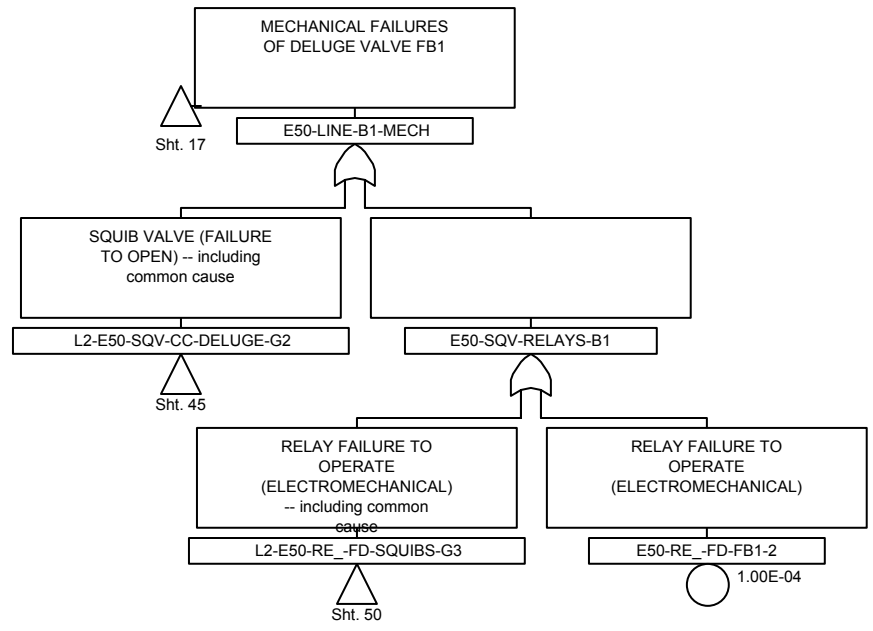 MECHANICAL FAILURES
OF DELUGE VALVE FB1
Sht. 17
E50-LINE-B1-MECH
SQUIB VALVE (FAILURE
TO OPEN) -- including
common cause
L2-E50-SQV-CC-DELUGE-G2
E50-SQV-RELAYS-B1
Sht. 45
RELAY FAILURE TO
OPERATE
(ELECTROMECHANICAL)
-- including common
cause
RELAY FAILURE TO
OPERATE
(ELECTROMECHANICAL)
L2-E50-RE_-FD-SQUIBS-G3
E50-RE_-FD-FB1-2
1.00E-04
Sht. 50